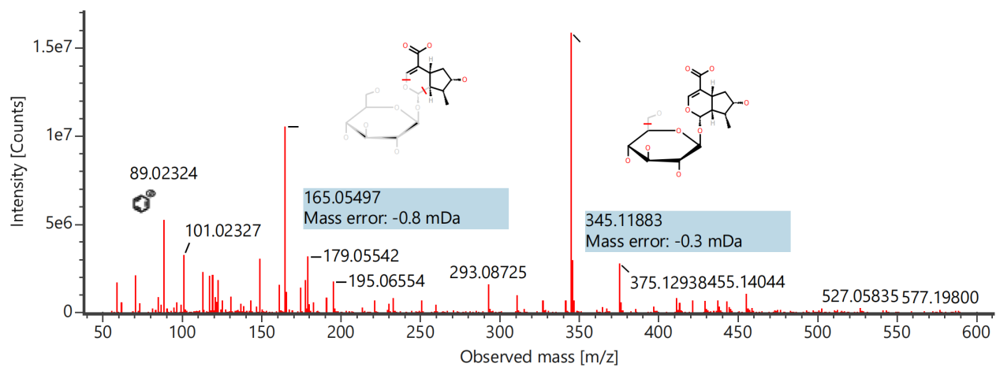 1.5e7
1e7
5e6
0
Intensity [Counts]
89.02324
101.02327
165.05497
Mass error: -0.8 mDa
179.05542
195.06554
293.08725
345.11883
Mass error: -0.3 mDa
375.12938455.14044
527.05835 577.19800
O O
H
O
O
H
O
O
O
O
O
O
O O
H
O
O
H
O
O
O
O
O
O
O
50 100 150 200 250 300 350 400 450 500 550 600
Observed mass [m/z]